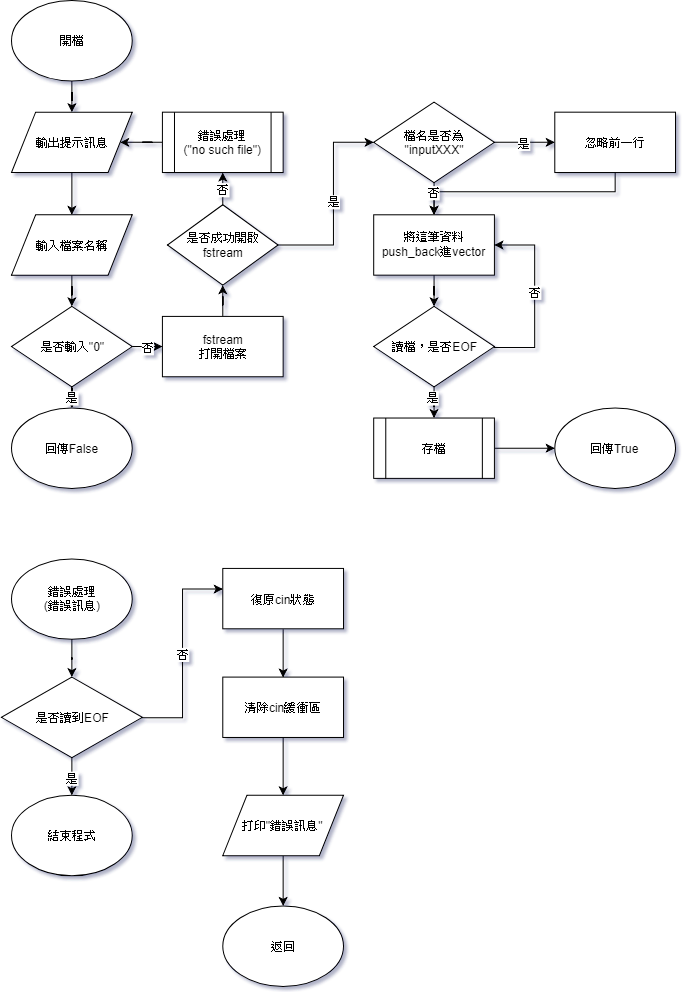 開檔
輸出提示訊息
輸入檔案名稱
是否輸入"0"
是
回傳False
否
fstream
打開檔案
是否成功開啟
fstream
否
錯誤處理
("no such file")
是
檔名是否為
"inputXXX"
是
忽略前一行
否
將這筆資料
push_back進vector
讀檔，是否EOF
否
是
存檔
回傳True
錯誤處理
(錯誤訊息)
是否讀到EOF
是
結束程式
否
復原cin狀態
清除cin緩衝區
打印"錯誤訊息"
返回